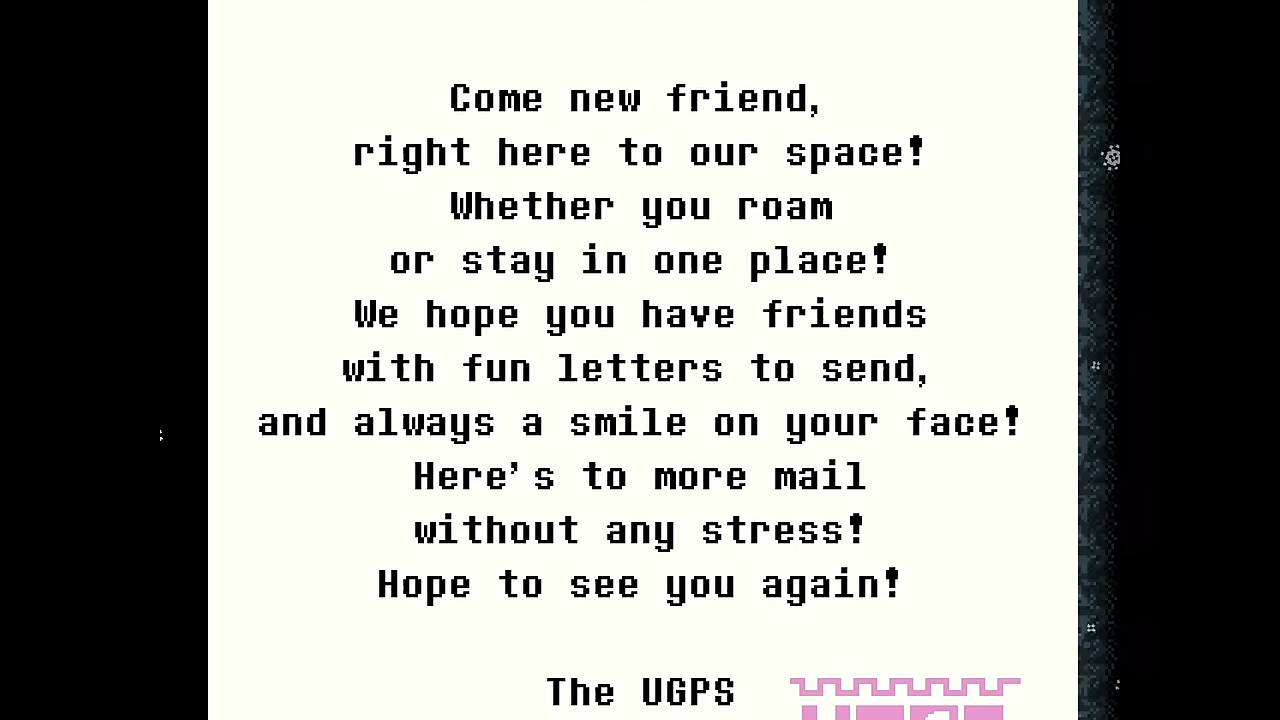 Come new friend,
right here to our space!
Whether you roam
or stay in one place!
We hope you have friends
with fun letters to send,
and always a smile on your face!
Here's to more mail
without any stress!
Hope to see you again!
The UGPS